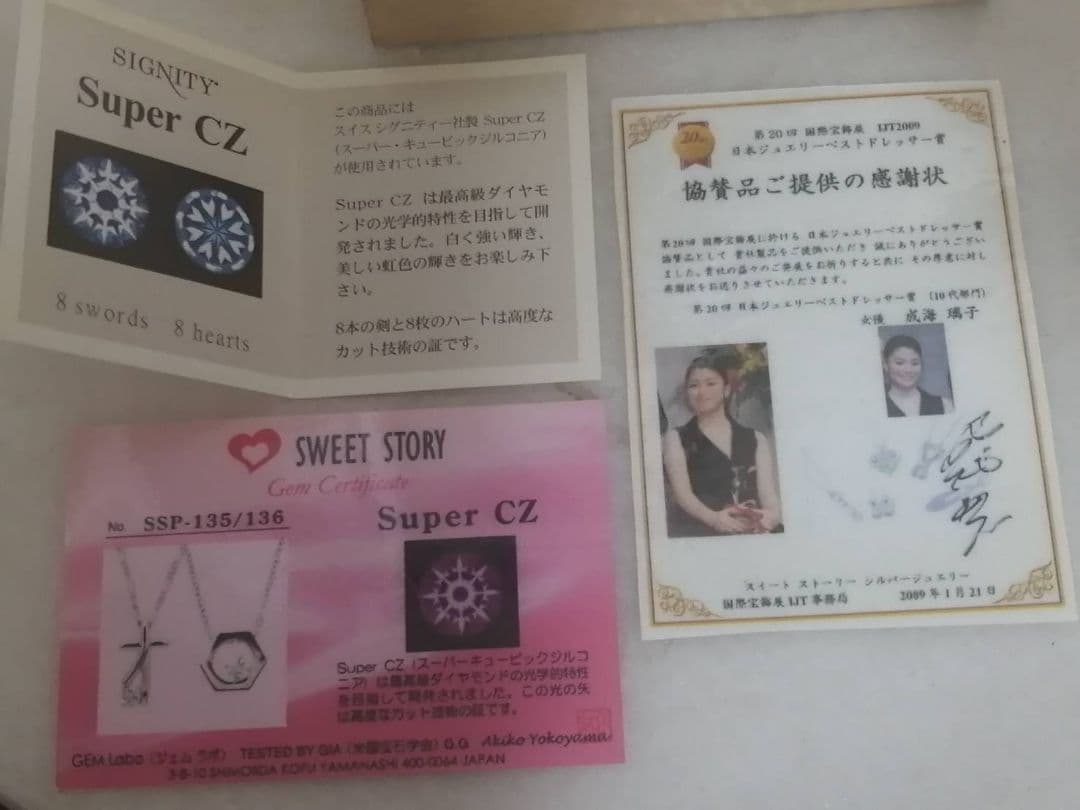 SIGNITY
Super CZ
8 swords 8 hearts
この商品には
スイス シグニティー社製 Super CZ
(スーパー・キュービックジルコニア)
が使用されています。
Super CZ は最高級ダイヤモ
ンドの光学的特性を目指して開
発されました。白く強い輝き、
美しい虹色の輝きをお楽しみ下
さい。
8本の剣と8枚のハートは高度な
カット技術の証です。
20th
第20回 国際宝飾展 IJT2009
日本ジュエリーベストドレッサー賞
協賛品ご提供の感謝状
第20回 国際宝飾展に於ける 日本ジュエリーベストドレッサー賞
協賛品として 貴社製品をご提供いただき 誠にありがとうござい
ました。貴社の益々のご発展をお祈りすると共に その厚意に対し
感謝状をお送りさせていただきます。
第20回 日本ジュエリーベストドレッサー賞 (10代部門)
女優 成海 璃子
スイート ストーリー シルバージュエリー
国際宝飾展 IJT 事務局 2009年1月21日
SWEET STORY
Gem Certificate
No. SSP-135/136
Super CZ
Super CZ (スーパーキュービックジルコ
ニア) は最高級ダイヤモンドの光学的特性
を目指して開発されました。この光の矢
は高度なカット技術の証です。
GEM Labo (ジェム ラボ) TESTED BY GIA (米国宝石学会) G.G. Akiko Yokoyama
3-8-10 SHIMOIIDA KOFU YAMANASHI 400-0064 JAPAN